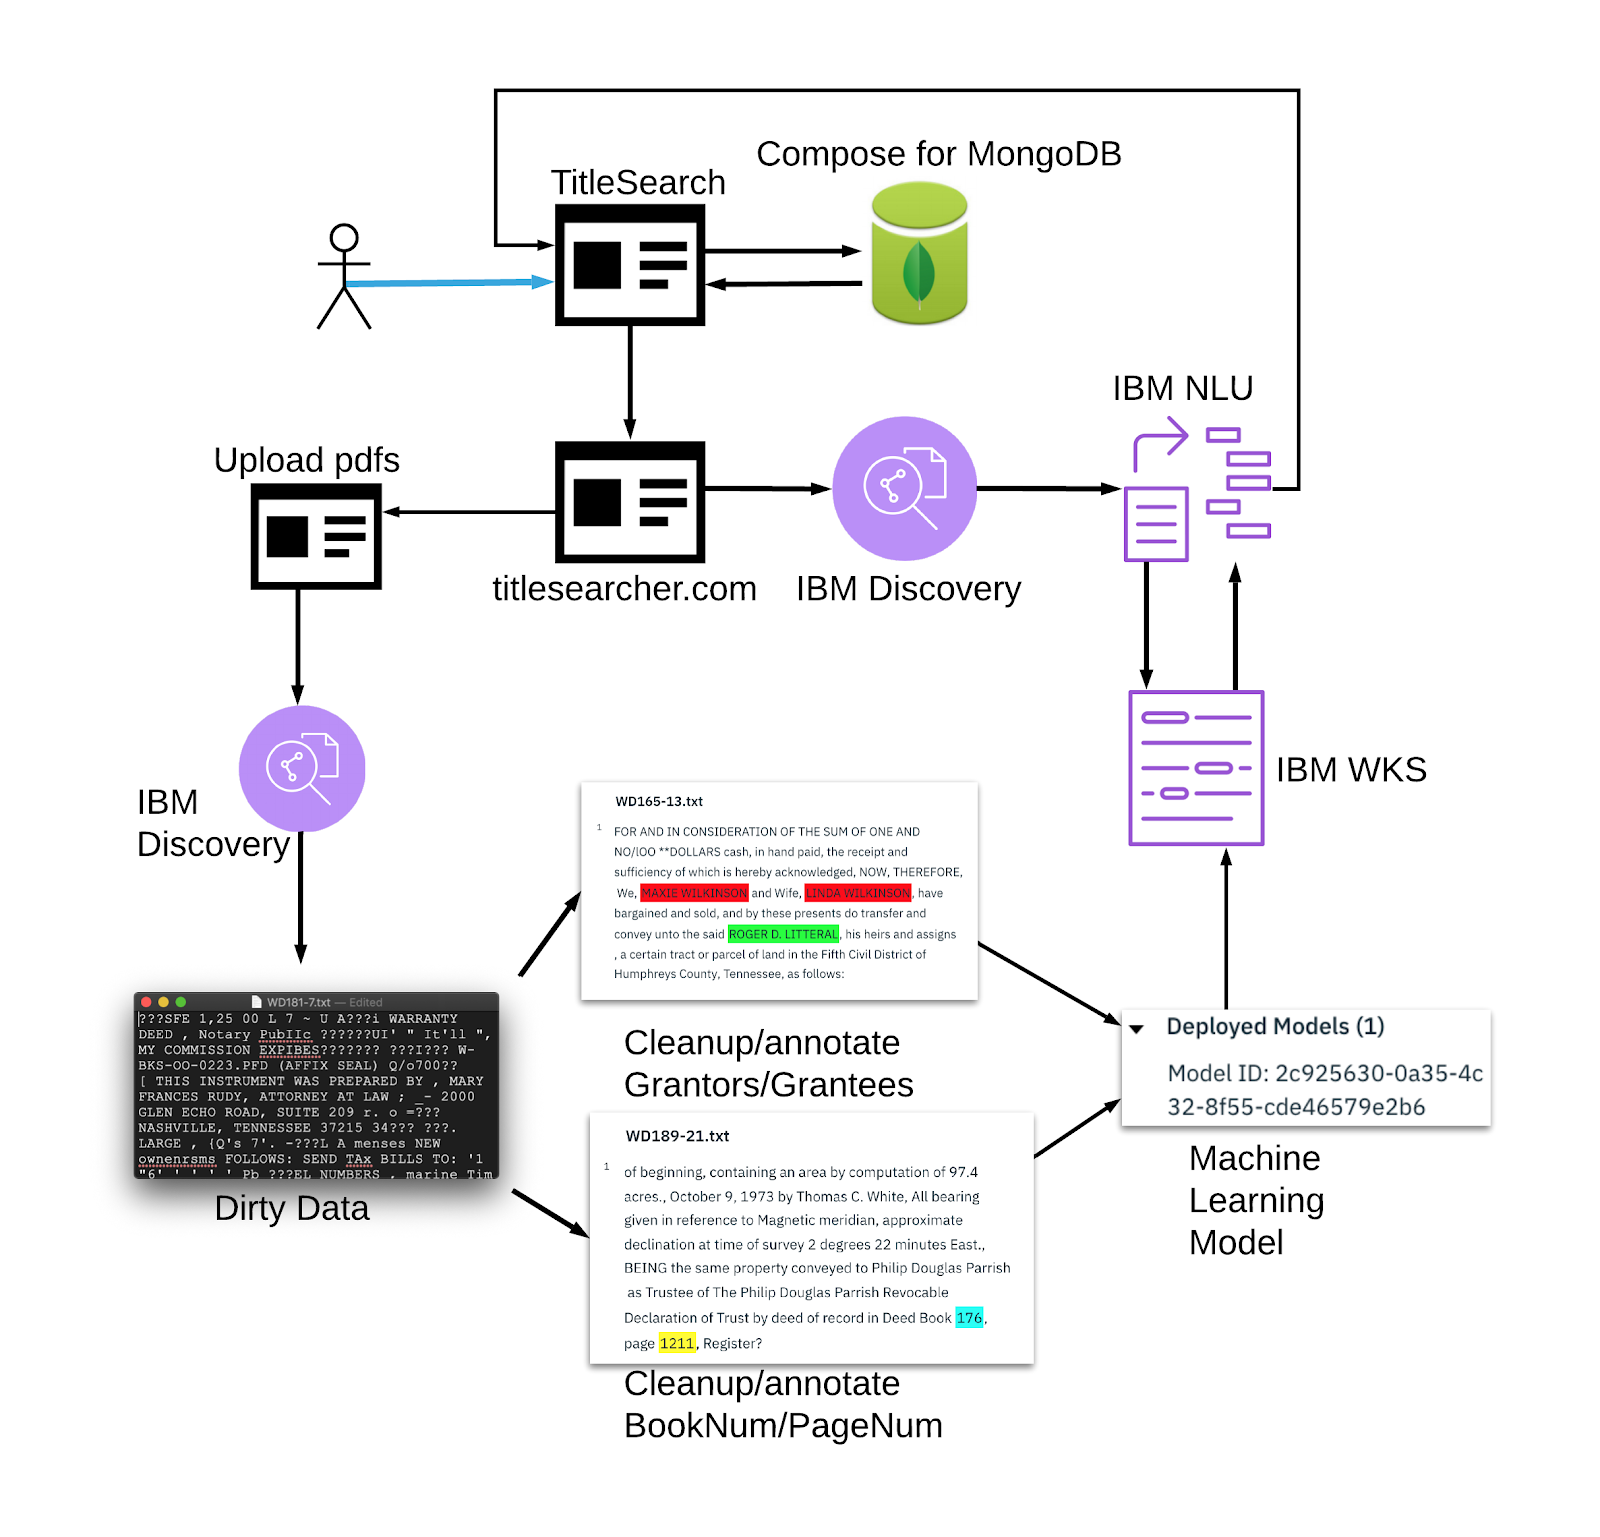 Compose for MongoDB
TitleSearch
IBM NLU
Upload pdfs
titlesearcher.com
IBM Discovery
IBM WKS
IBM
Discovery
WD165-13.txt
1
FOR AND IN CONSIDERATION OF THE SUM OF ONE AND
NO/lOO **DOLLARS cash, in hand paid, the receipt and
sufficiency of which is hereby acknowledged, NOW, THEREFORE,
We, MAXIE WILKINSON and Wife, LINDA WILKINSON, have
bargained and sold, and by these presents do transfer and
convey unto the said ROGER D. LITTERAL, his heirs and assigns
, a certain tract or parcel of land in the Fifth Civil District of
Humphreys County, Tennessee, as follows:
WD181-7.txt — Edited
???SFE 1,25 00 L 7 ~ U A???i WARRANTY
DEED , Notary PubIIc ??????UI' " It'll ",
MY COMMISSION EXPIBES??????? ???I??? W-
BKS-OO-0223.PFD (AFFIX SEAL) Q/o700??
[ THIS INSTRUMENT WAS PREPARED BY , MARY
FRANCES RUDY, ATTORNEY AT LAW ; _- 2000
GLEN ECHO ROAD, SUITE 209 r. o =???
NASHVILLE, TENNESSEE 37215 34??? ???.
LARGE , {Q's 7'. -???L A menses NEW
ownenrsms FOLLOWS: SEND TAx BILLS TO: '1
"6' ' ' ' ' Pb ???EL NUMBERS , marine Tim
Dirty Data
Cleanup/annotate
Grantors/Grantees
Deployed Models (1)
Model ID: 2c925630-0a35-4c
32-8f55-cde46579e2b6
Machine
Learning
Model
WD189-21.txt
1
of beginning, containing an area by computation of 97.4
acres., October 9, 1973 by Thomas C. White, All bearing
given in reference to Magnetic meridian, approximate
declination at time of survey 2 degrees 22 minutes East.,
BEING the same property conveyed to Philip Douglas Parrish
as Trustee of The Philip Douglas Parrish Revocable
Declaration of Trust by deed of record in Deed Book 176,
page 1211, Register?
Cleanup/annotate
BookNum/PageNum